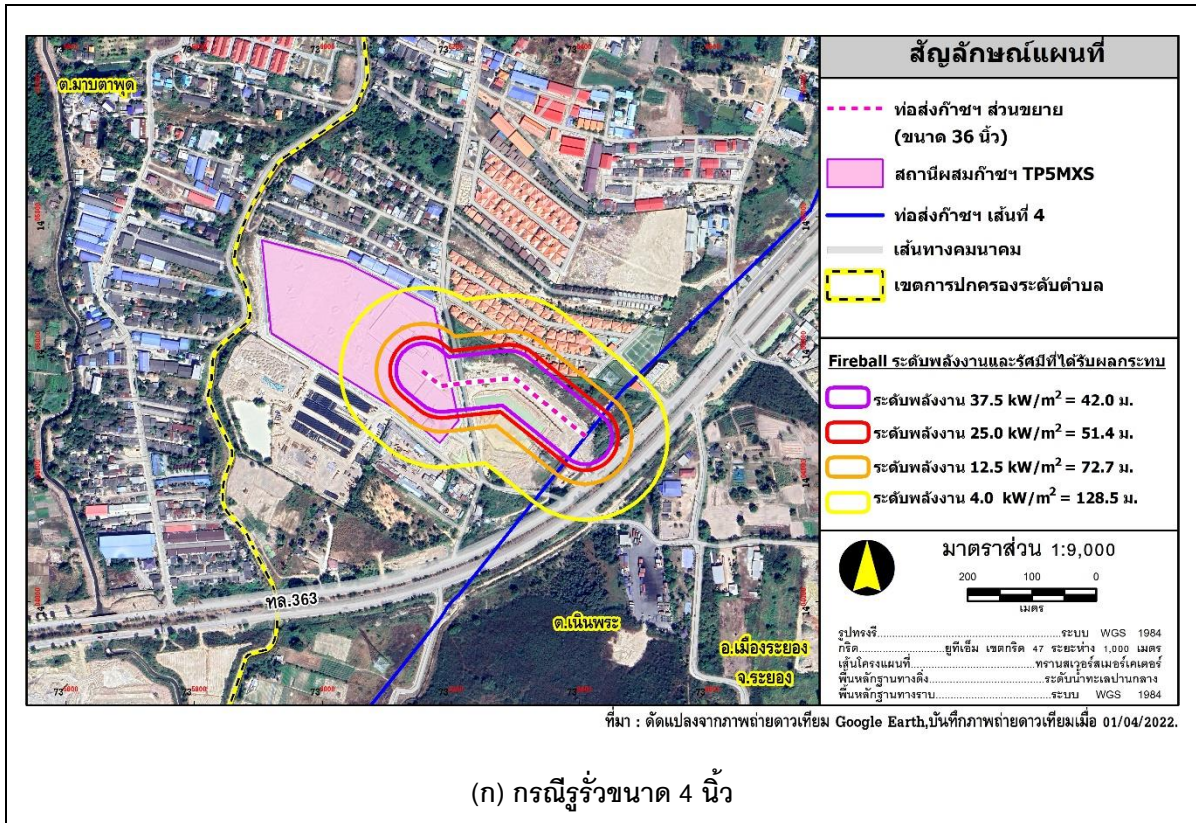 ต.มาบตาพุด
ทล.363
ต.เนินพระ
อ.เมืองระยอง
จ.ระยอง
สัญลักษณ์แผนที่
ท่อส่งก๊าซฯ ส่วนขยาย
(ขนาด 36 นิ้ว)
สถานีผสมก๊าซฯ TP5MXS
ท่อส่งก๊าซฯ เส้นที่ 4
เส้นทางคมนาคม
เขตการปกครองระดับตำบล
Fireball ระดับพลังงานและรัศมีที่ได้รับผลกระทบ
ระดับพลังงาน 37.5 kW/m² = 42.0 ม.
ระดับพลังงาน 25.0 kW/m² = 51.4 ม.
ระดับพลังงาน 12.5 kW/m² = 72.7 ม.
ระดับพลังงาน 4.0 kW/m² = 128.5 ม.
มาตราส่วน 1:9,000
200 100 0
เมตร
รูปทรงรี...ระบบ WGS 1984
กริด...ยูทีเอ็ม เขตกริด 47 ระยะห่าง 1,000 เมตร
เส้นโครงแผนที่...ทรานสเวอร์สเมอร์เคเตอร์
พื้นหลักฐานทางดิ่ง...ระดับน้ำทะเลปานกลาง
พื้นหลักฐานทางราบ...ระบบ WGS 1984
ที่มา : ดัดแปลงจากภาพถ่ายดาวเทียม Google Earth,บันทึกภาพถ่ายดาวเทียมเมื่อ 01/04/2022.
(ก) กรณีรูรั่วขนาด 4 นิ้ว